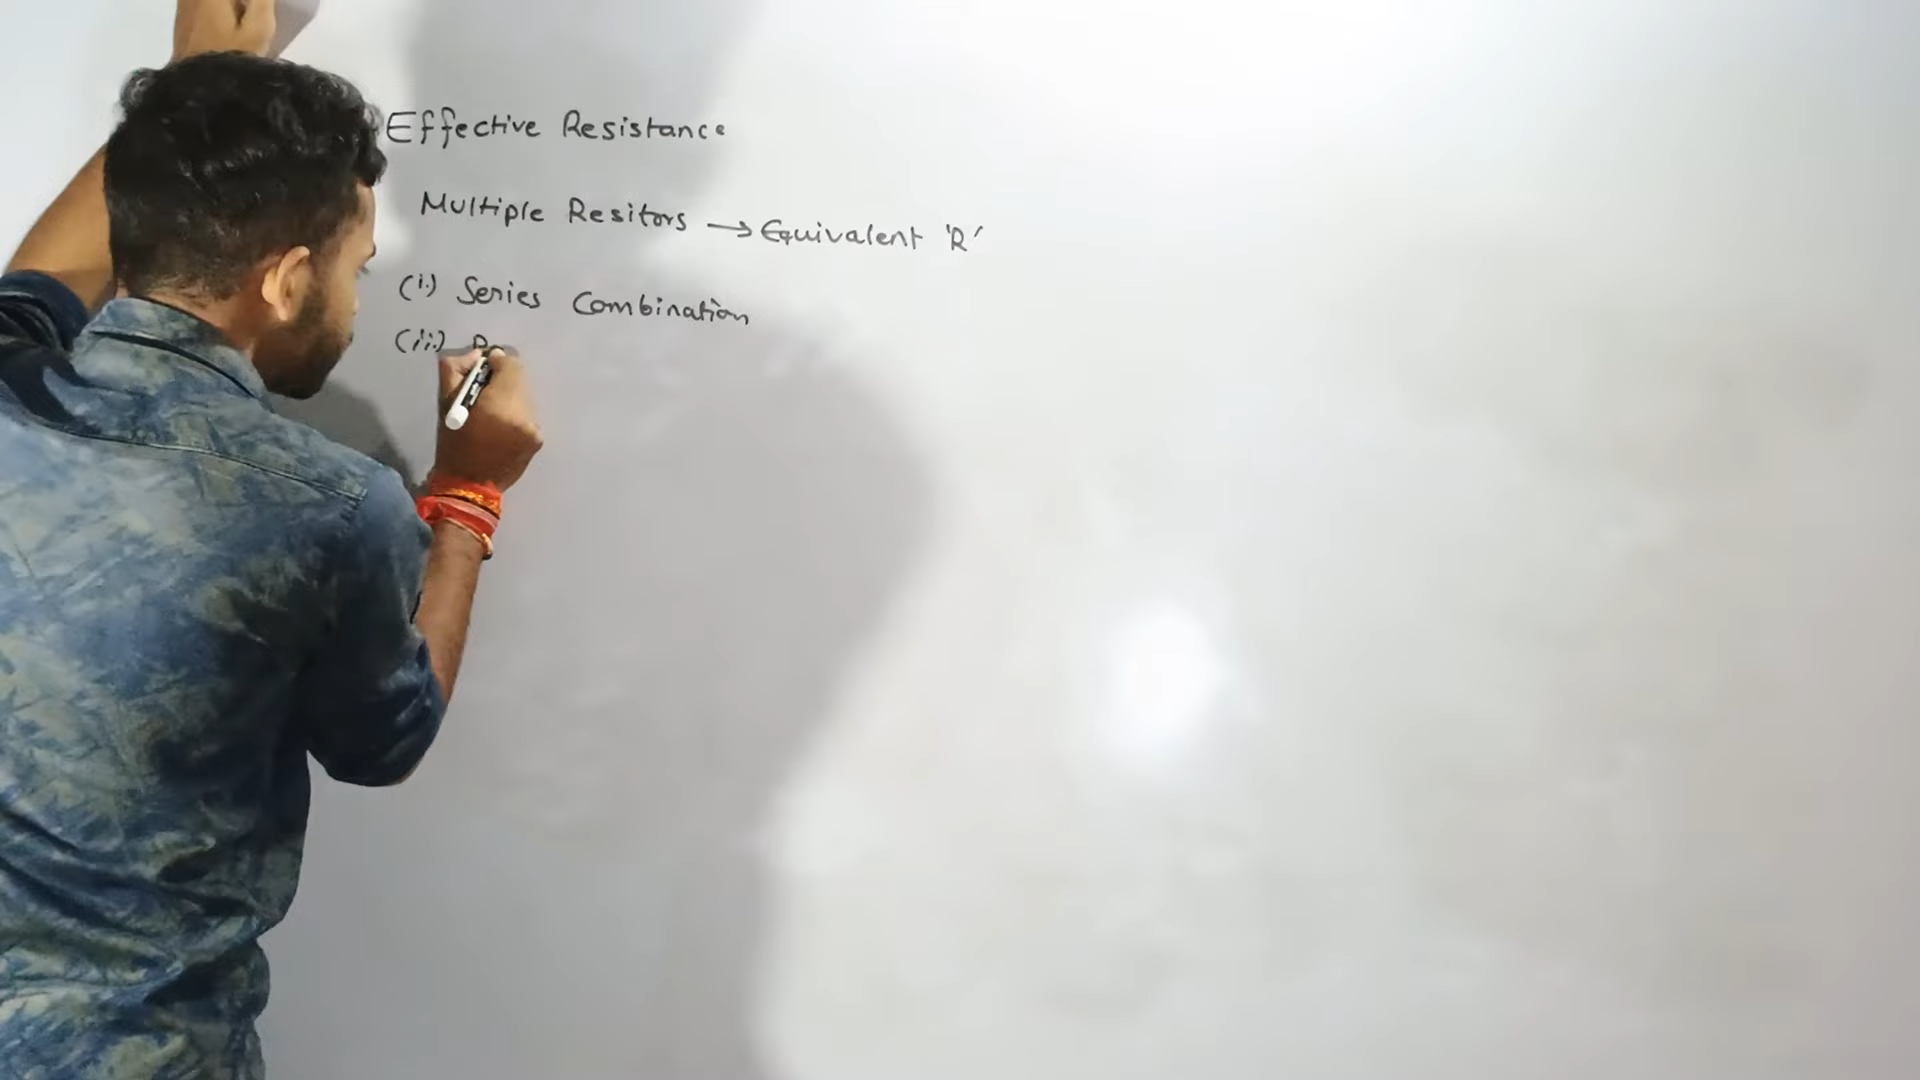 Effective Resistance
Multiple Resitors → Equivalent 'R'
(i.) Series Combination
(ii.)